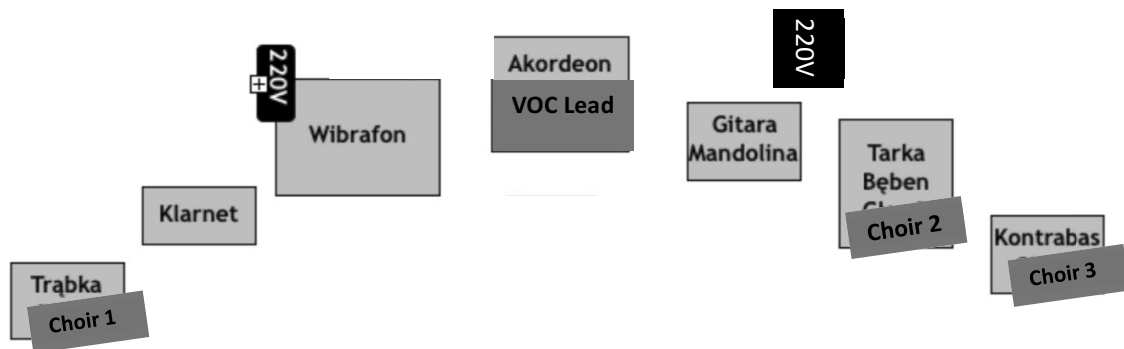 220V
220V
Akordeon
VOC Lead
Wibrafon
Gitara
Mandolina
Tarka
Bęben
Choir 2
Klarnet
Kontrabas
Choir 3
Trąbka
Choir 1